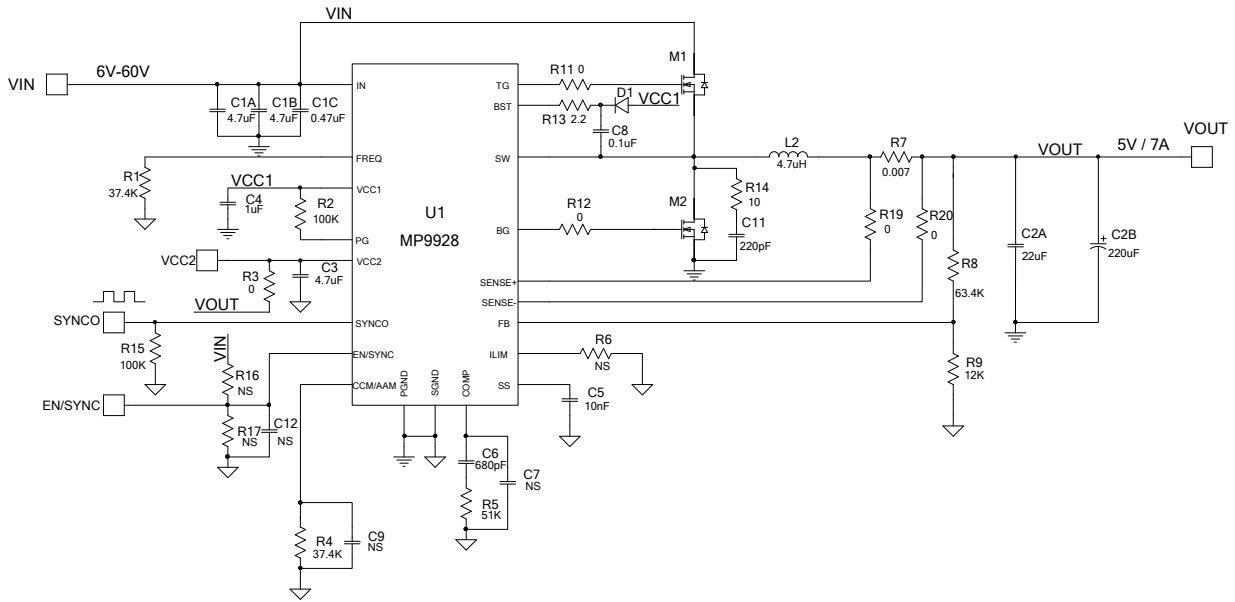 VIN
M1
VIN
6V-60V
IN
TG
R11 0
BST
D1
VCC1
R13 2.2
C1A
4.7uF
C1B
4.7uF
C1C
0.47uF
C8
0.1uF
VOUT
FREQ
SW
L2
4.7uH
R7
0.007
VOUT
5V / 7A
R1
37.4K
VCC1
C4
1uF
R2
100K
VCC1
PG
U1
MP9928
R14
10
C11
220pF
M2
R12
0
BG
R19
0
R20
0
C2A
22uF
C2B
220uF
+
R8
63.4K
VCC2
VCC2
R3
0
C3
4.7uF
VOUT
SENSE+
SENSE-
SYNCO
SYNCO
FB
R15
100K
VIN
R16
NS
EN/SYNC
ILIM
R6
NS
R9
12K
CCM/AAM
PGND
SGND
COMP
SS
C5
10nF
EN/SYNC
R17
NS
C12
NS
C6
680pF
C7
NS
R5
51K
R4
37.4K
C9
NS